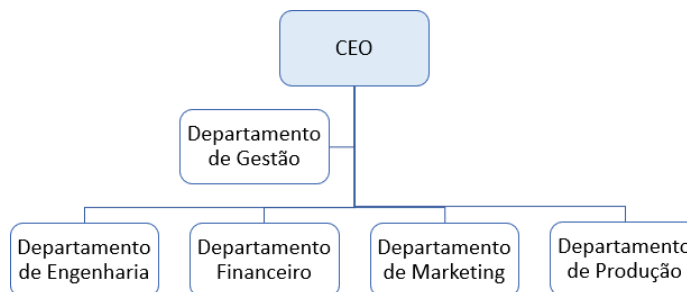 CEO
Departamento
de Gestão
Departamento
de Engenharia
Departamento
Financeiro
Departamento
de Marketing
Departamento
de Produção